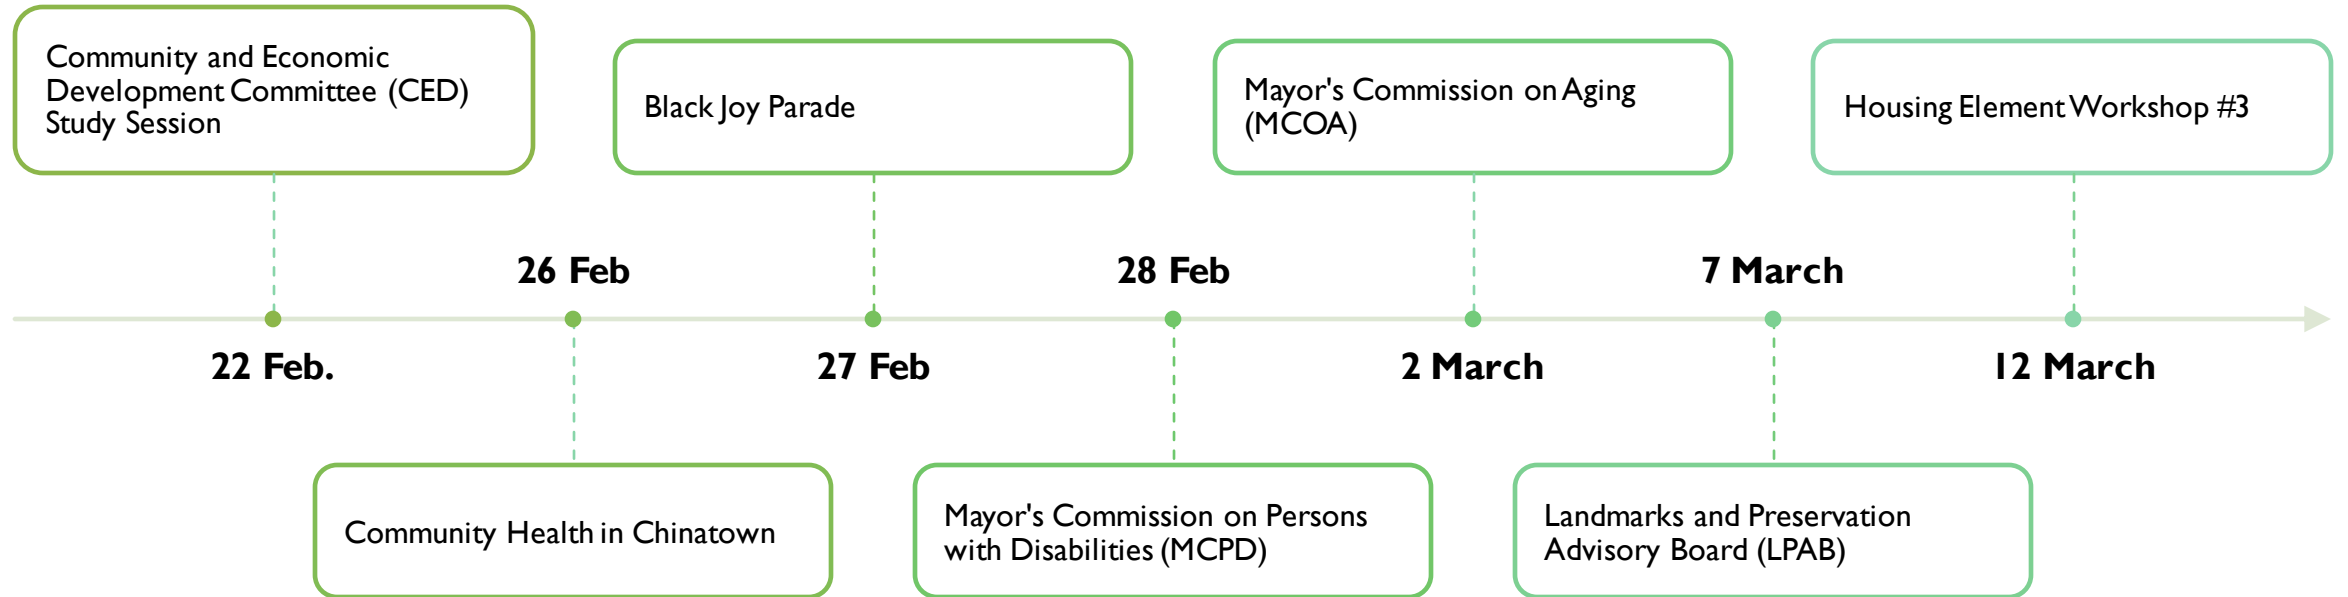 Community and Economic
Development Committee (CED)
Study Session
Black Joy Parade
Mayor's Commission on Aging
(MCOA)
Housing Element Workshop #3
26 Feb
28 Feb
7 March
22 Feb.
27 Feb
2 March
12 March
Community Health in Chinatown
Mayor's Commission on Persons
with Disabilities (MCPD)
Landmarks and Preservation
Advisory Board (LPAB)